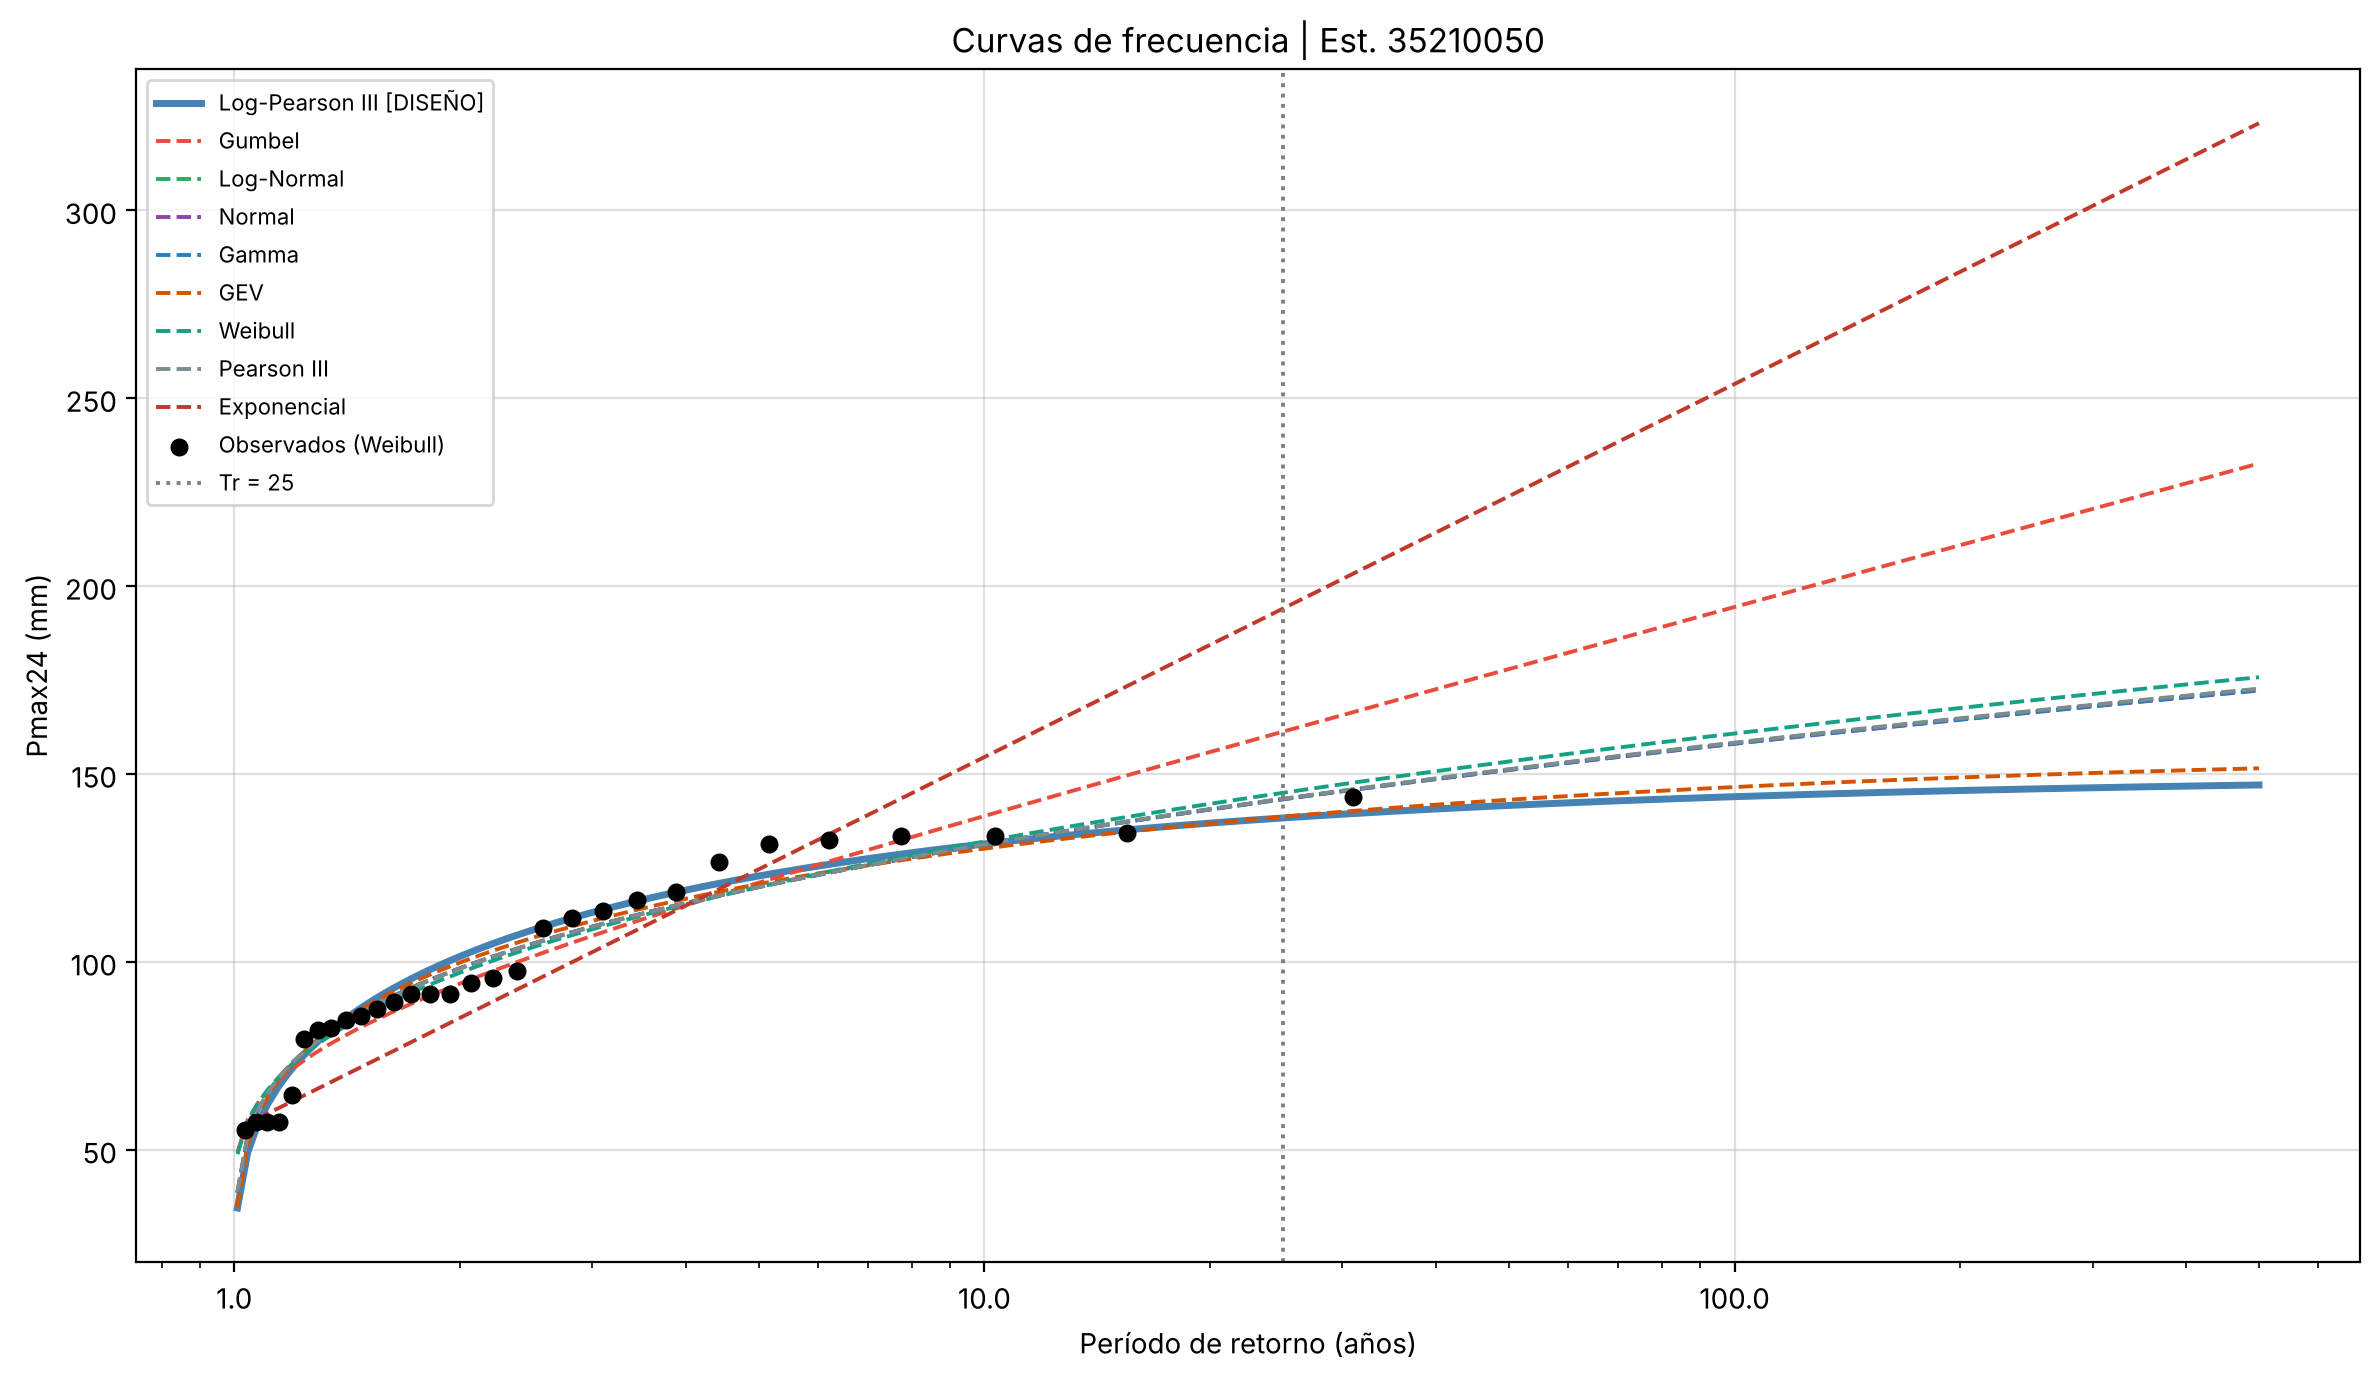 Curvas de frecuencia | Est. 35210050
Log-Pearson III [DISEÑO]
Gumbel
Log-Normal
Normal
Gamma
GEV
Weibull
Pearson III
Exponencial
Observados (Weibull)
Tr = 25
Pmax24 (mm)
300
250
200
150
100
50
1.0
10.0
100.0
Período de retorno (años)